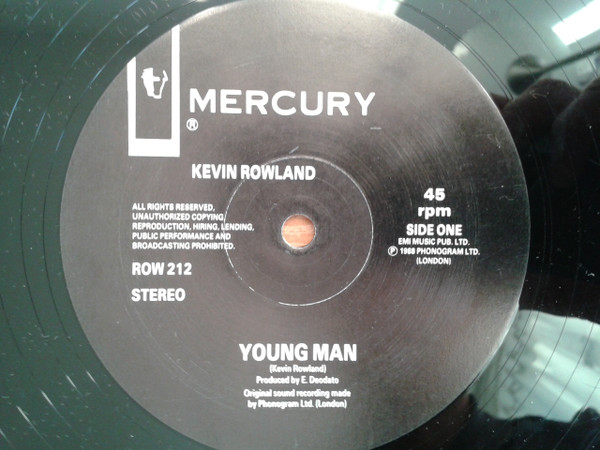 MERCURY
®
KEVIN ROWLAND
ALL RIGHTS RESERVED,
UNAUTHORIZED COPYING,
REPRODUCTION, HIRING, LENDING,
PUBLIC PERFORMANCE AND
BROADCASTING PROHIBITED.
ROW 212
STEREO
45
rpm
SIDE ONE
EMI MUSIC PUB. LTD.
℗ 1988 PHONOGRAM LTD.
(LONDON)
YOUNG MAN
(Kevin Rowland)
Produced by E. Deodato
Original sound recording made
by Phonogram Ltd. (London)